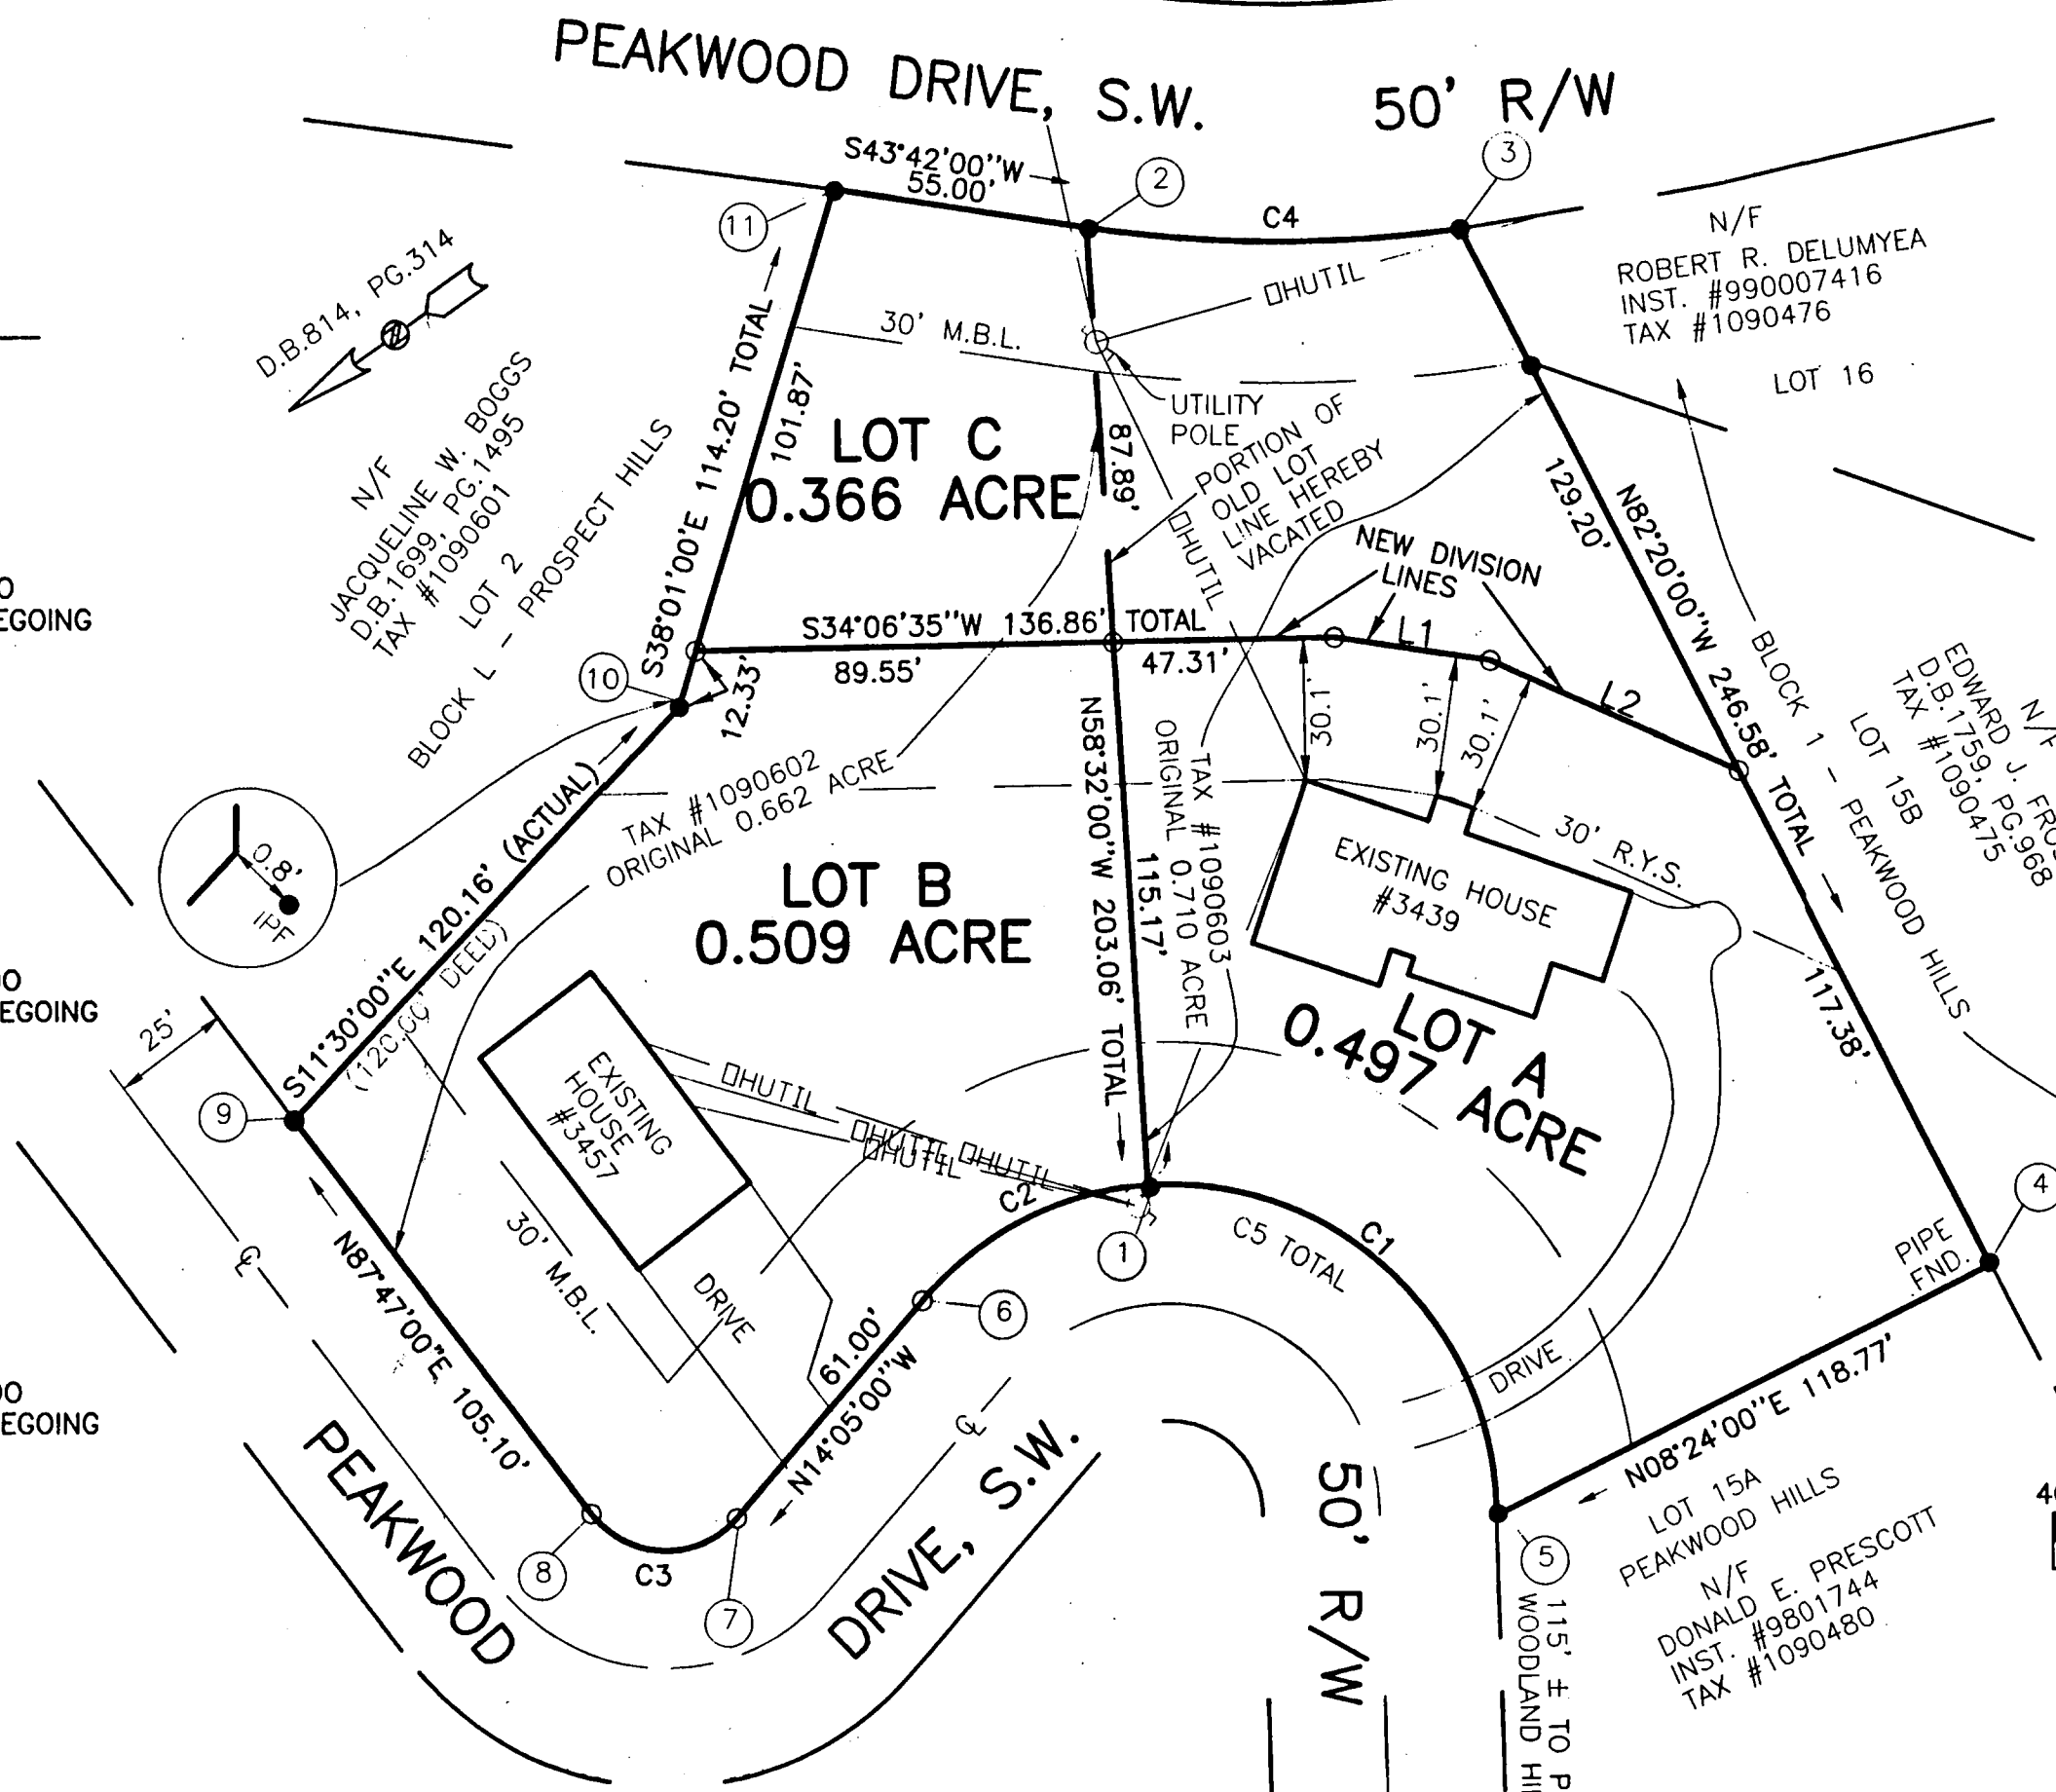 PEAKWOOD DRIVE, S.W. 50' R/W
S43°42'00"W
55.00'
2
3
11
C4
N/F
ROBERT R. DELUMYEA
INST. #990007416
TAX #1090476
LOT 16
D.B.814, PG.314
OHUTIL
30' M.B.L.
UTILITY
POLE
N/F
JACQUELINE W. BOGGS
D.B.1699, PG.1495
TAX #1090601
LOT 2
BLOCK L - PROSPECT HILLS
S38°01'00"E 114.20' TOTAL
101.87'
LOT C
0.366 ACRE
87.89'
PORTION OF
OLD LOT
LINE HEREBY
VACATED
OHUTIL
NEW DIVISION
LINES
129.20'
N82°20'00"W 246.58' TOTAL
BLOCK 1 - PEAKWOOD HILLS
LOT 15B
N/F
EDWARD J.
D.B.1759, PG.968
TAX #1090475
EGOING
S34°06'35"W 136.86' TOTAL
89.55'
47.31'
L1
L2
10
12.33'
30.1'
30.1'
30.1'
N58°32'00"W 203.06' TOTAL
115.17'
TAX #1090603
ORIGINAL 0.710 ACRE
TAX #1090602
ORIGINAL 0.662 ACRE
0.8'
IPF
S11°30'00"E 120.16' (ACTUAL)
(120.00' DEED)
LOT B
0.509 ACRE
EXISTING HOUSE
#3439
30' R.Y.S.
117.38'
LOT A
0.497 ACRE
EGOING
25'
9
EXISTING
HOUSE
#3457
OHUTIL
OHUTIL OHUTIL
OHUTIL
C2
1
C5 TOTAL
C1
4
PIPE
FND.
N87°47'00"E 105.10'
30' M.B.L.
DRIVE
61.00'
N14°05'00"W
6
DRIVE
N08°24'00"E 118.77'
EGOING
PEAKWOOD
DRIVE, S.W.
50' R/W
8
C3
7
5
LOT 15A
PEAKWOOD HILLS
N/F
DONALD E. PRESCOTT
INST. #9801744
TAX #1090480
115' ± TO P
WOODLAND HI